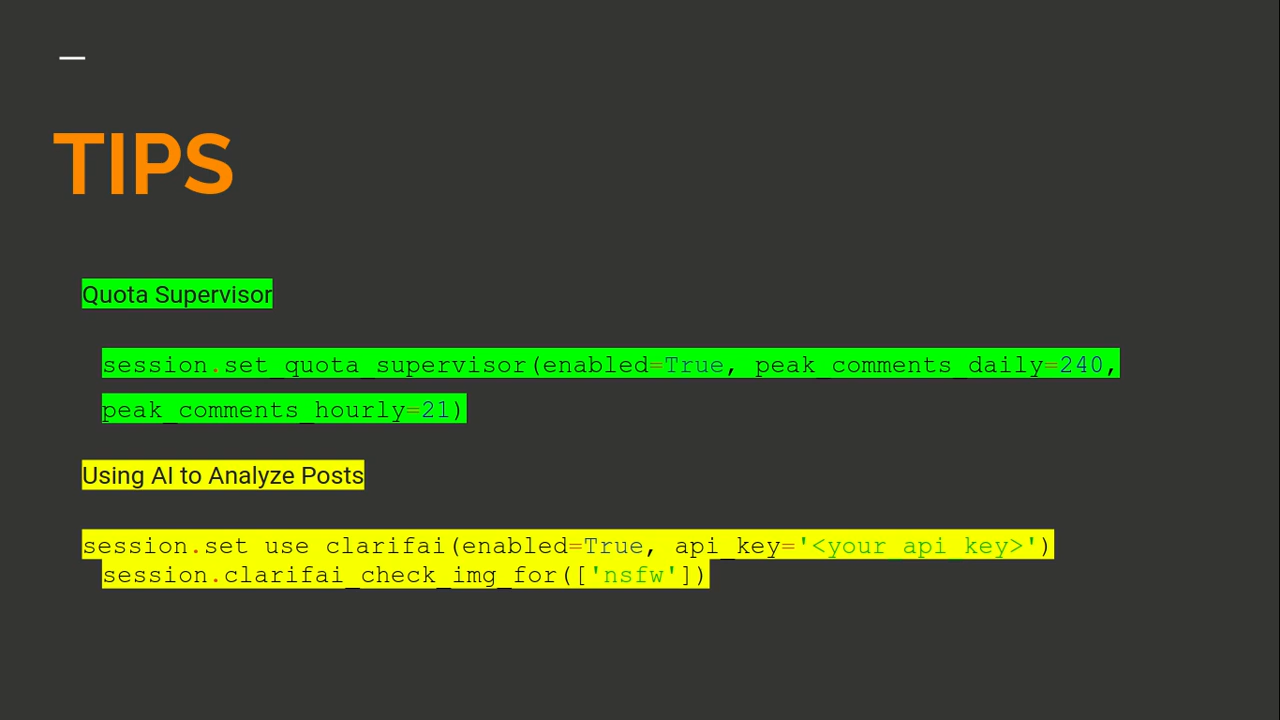 TIPS
Quota Supervisor
session.set_quota_supervisor(enabled=True, peak_comments_daily=240,
peak_comments_hourly=21)
Using AI to Analyze Posts
session.set_use_clarifai(enabled=True, api_key='<your_api_key>')
session.clarifai_check_img_for(['nsfw'])